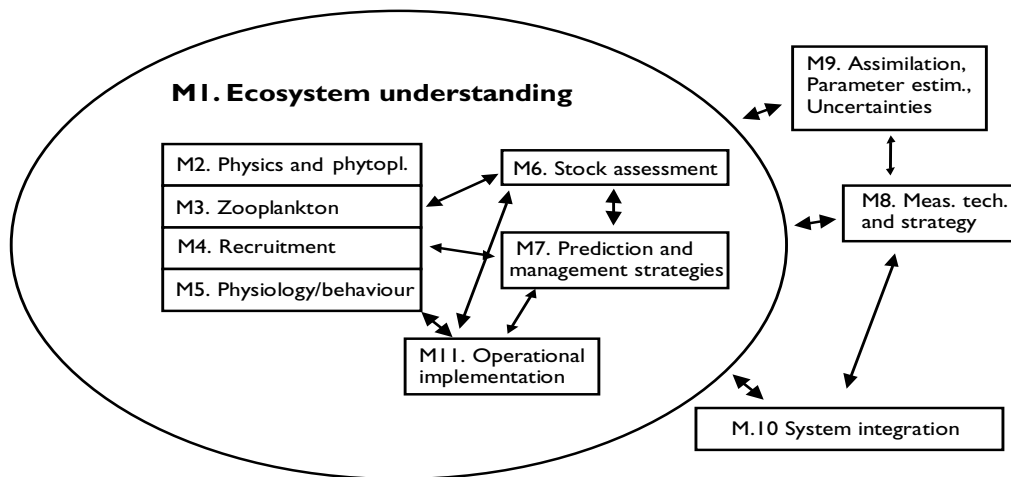 M1. Ecosystem understanding
M2. Physics and phytopl.
M3. Zooplankton
M4. Recruitment
M5. Physiology/behaviour
M6. Stock assessment
M7. Prediction and
management strategies
M11. Operational
implementation
M9. Assimilation,
Parameter estim.,
Uncertainties
M8. Meas. tech.
and strategy
M.10 System integration